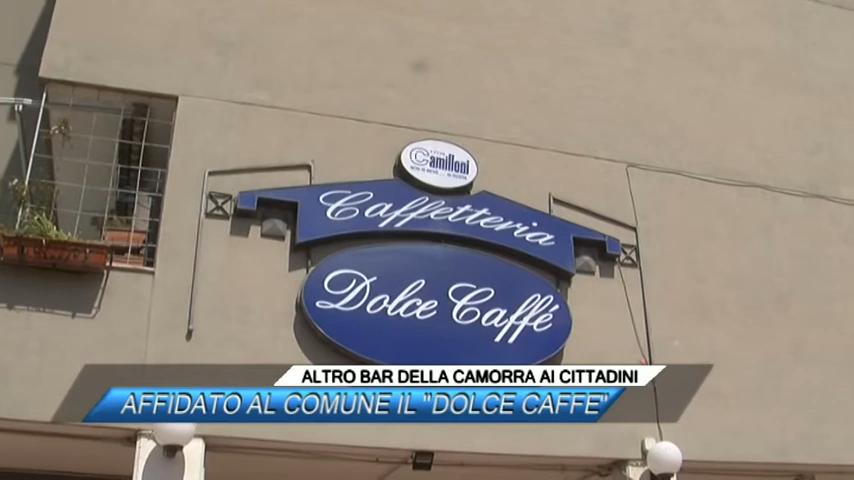 Camilloni
Caffetteria
Dolce Caffé
ALTRO BAR DELLA CAMORRA AI CITTADINI
AFFIDATO AL COMUNE IL "DOLCE CAFFE'